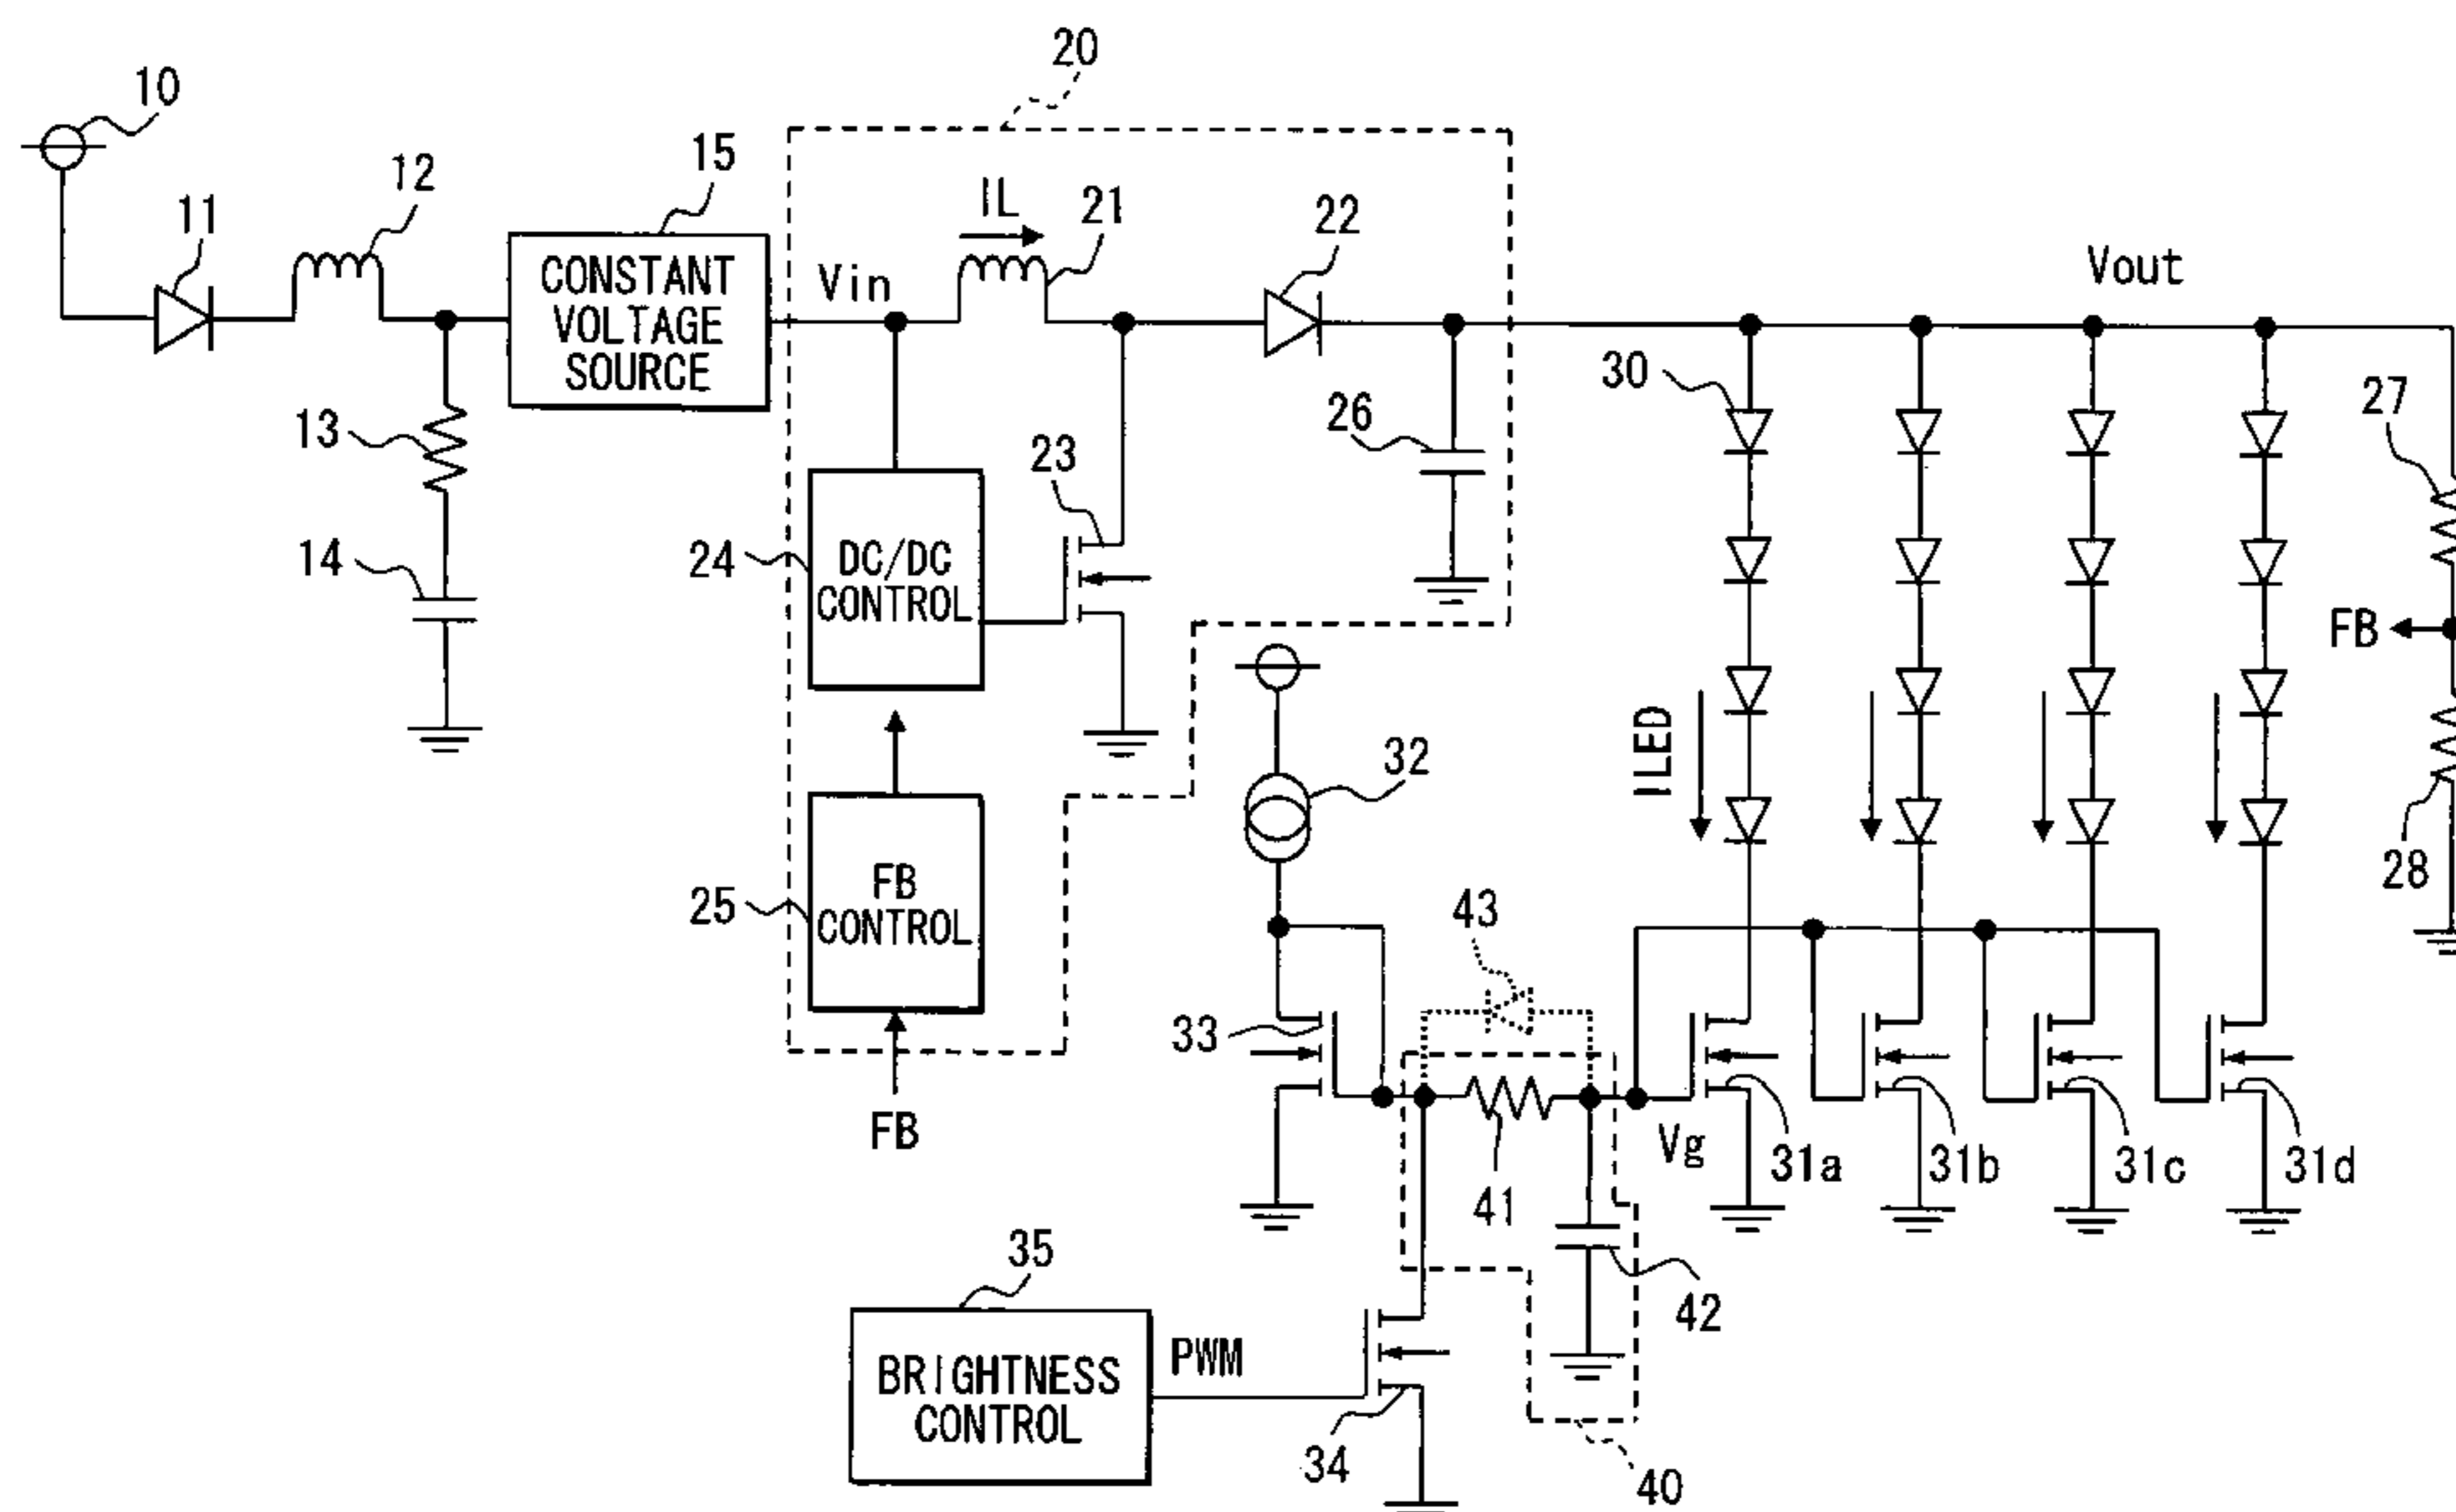 20
10
15
12
11
IL
21
22
CONSTANT
VOLTAGE
SOURCE
Vin
Vout
30
27
26
13
23
14
24
DC/DC
CONTROL
FB
ILED
32
28
25
FB
CONTROL
43
33
FB
Vg
31a
31b
31c
31d
41
35
42
BRIGHTNESS
CONTROL
PWM
34
40